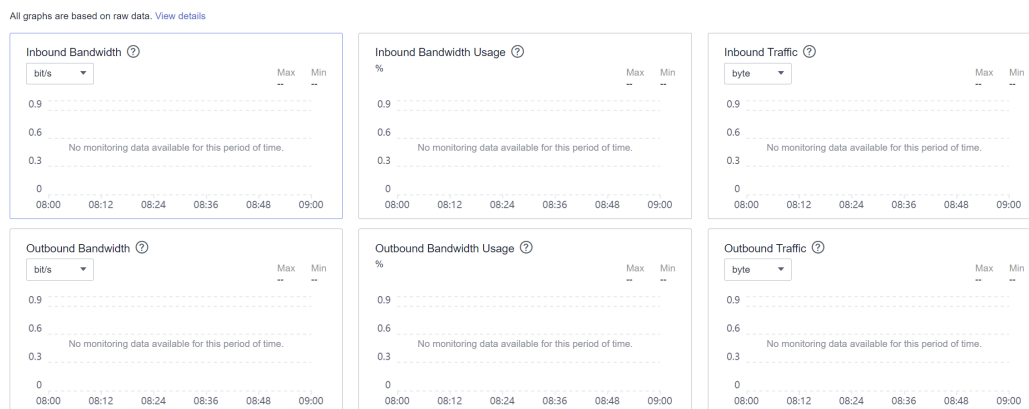 All graphs are based on raw data. View details
Inbound Bandwidth ?
bit/s
Max Min
-- --
0.9
0.6
No monitoring data available for this period of time.
0.3
0
08:00 08:12 08:24 08:36 08:48 09:00
Inbound Bandwidth Usage ?
%
Max Min
-- --
0.9
0.6
No monitoring data available for this period of time.
0.3
0
08:00 08:12 08:24 08:36 08:48 09:00
Inbound Traffic ?
byte
Max Min
-- --
0.9
0.6
No monitoring data available for this period of time.
0.3
0
08:00 08:12 08:24 08:36 08:48 09:00
Outbound Bandwidth ?
bit/s
Max Min
-- --
0.9
0.6
No monitoring data available for this period of time.
0.3
0
08:00 08:12 08:24 08:36 08:48 09:00
Outbound Bandwidth Usage ?
%
Max Min
-- --
0.9
0.6
No monitoring data available for this period of time.
0.3
0
08:00 08:12 08:24 08:36 08:48 09:00
Outbound Traffic ?
byte
Max Min
-- --
0.9
0.6
No monitoring data available for this period of time.
0.3
0
08:00 08:12 08:24 08:36 08:48 09:00